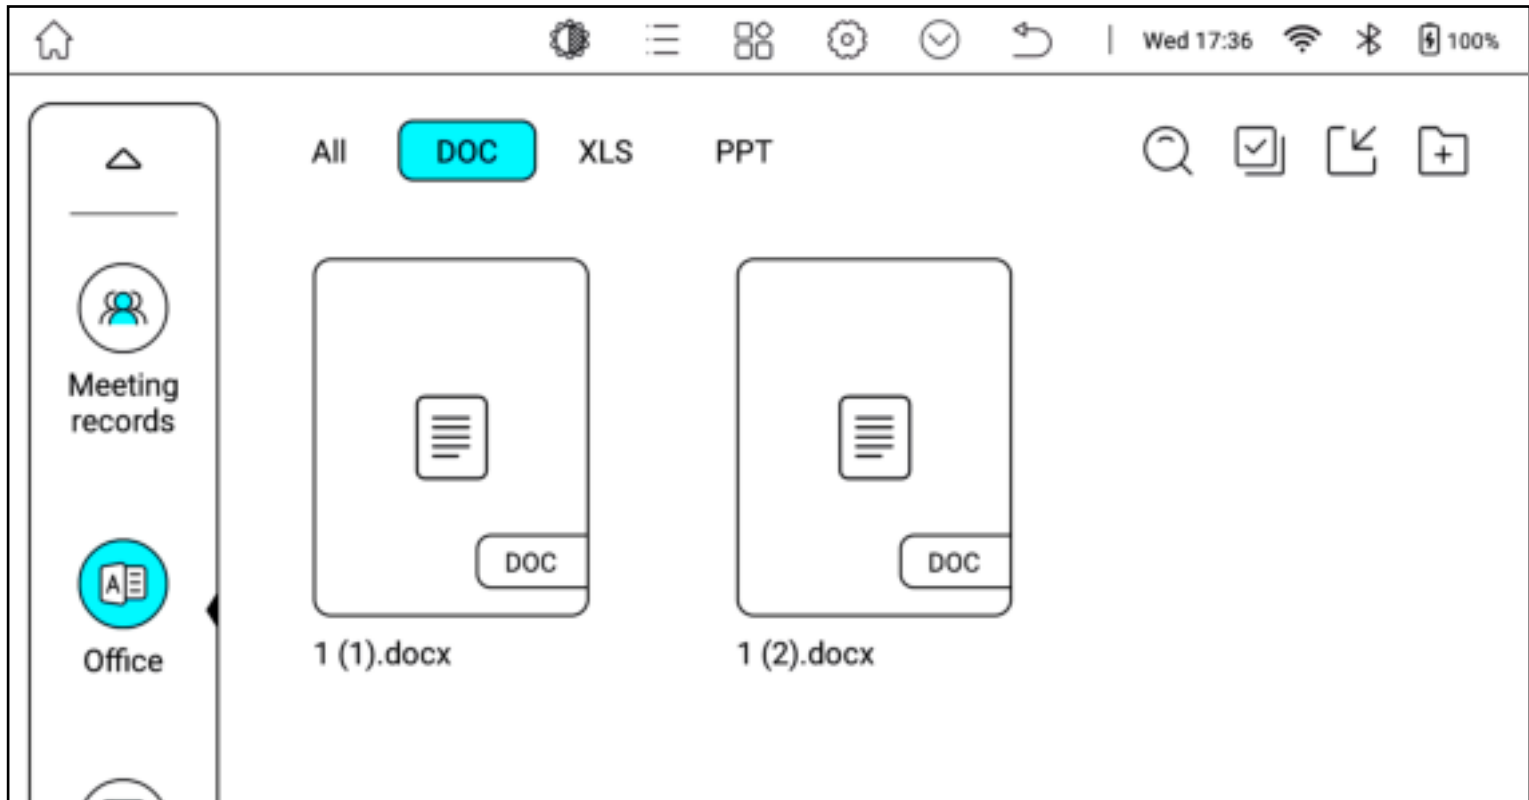 Wed 17:36 100%
All DOC XLS PPT
Meeting
records
A
Office
DOC
DOC
1 (1).docx
1 (2).docx